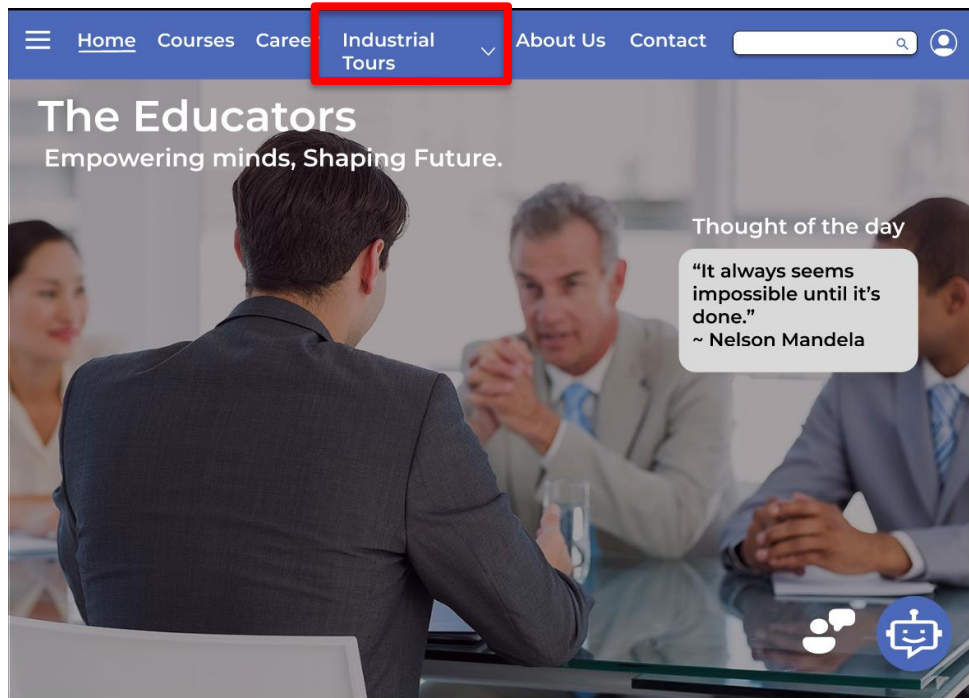 Home Courses Career Industrial Tours About Us Contact
The Educators
Empowering minds, Shaping Future.
Thought of the day
“It always seems
impossible until it’s
done.”
~ Nelson Mandela